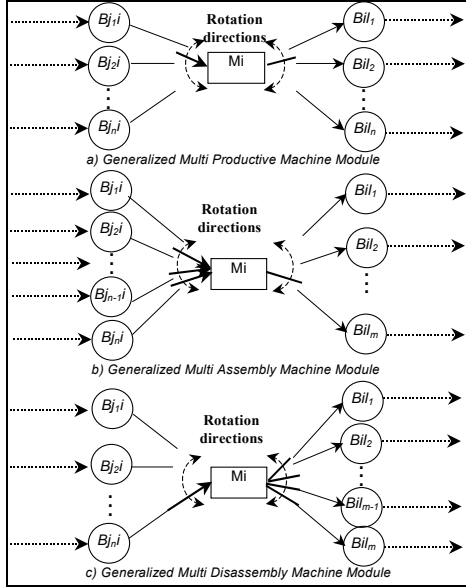 Bj₁i
Rotation
directions
Bil₁
Bj₂i
Mi
Bil₂
Bjₙi
Bilₙ
a) Generalized Multi Productive Machine Module
Bj₁i
Rotation
directions
Bil₁
Bj₂i
Bil₂
Mi
Bjₙ₋₁i
Bjₙi
Bilₘ
b) Generalized Multi Assembly Machine Module
Bj₁i
Rotation
directions
Bil₁
Bj₂i
Bil₂
Mi
Bilₘ₋₁
Bjₙi
Bilₘ
c) Generalized Multi Disassembly Machine Module